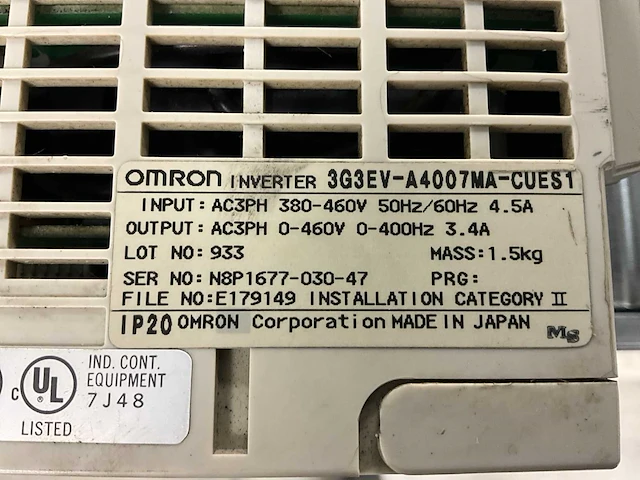 OMRON INVERTER 3G3EV-A4007MA-CUES1
INPUT: AC3PH 380-460V 50Hz/60Hz 4.5A
OUTPUT: AC3PH 0-460V 0-400Hz 3.4A
LOT NO: 933 MASS:1.5kg
SER NO: N8P1677-030-47 PRG:
FILE NO:E179149 INSTALLATION CATEGORY II
IP20 OMRON Corporation MADE IN JAPAN Ms
C UL ® IND. CONT.
EQUIPMENT
7J48
LISTED